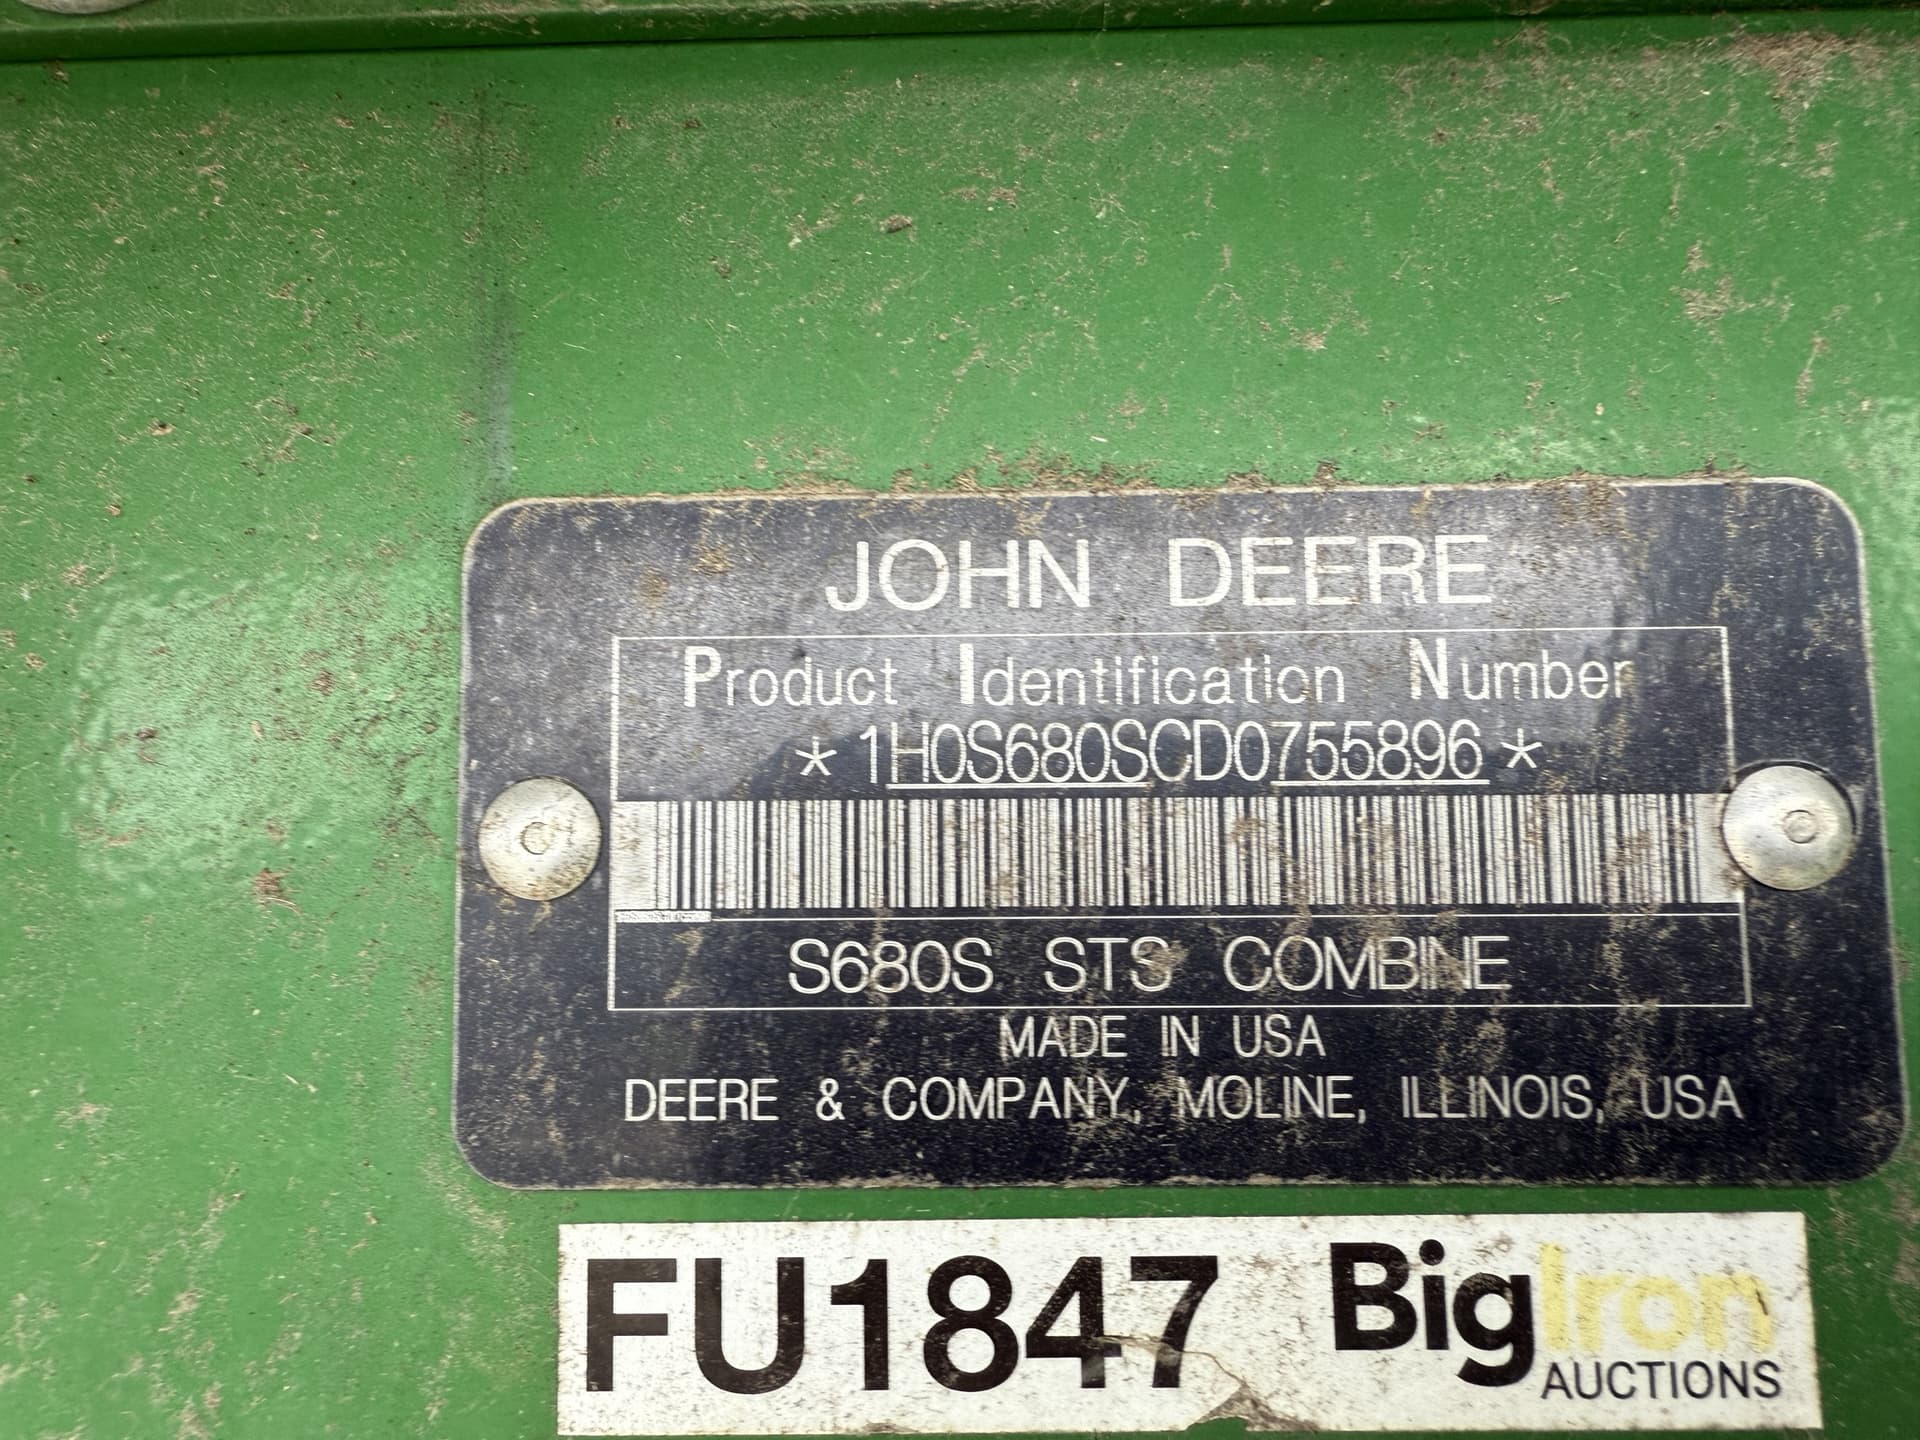 JOHN DEERE
Product Identification Number
*1H0S680SCD0755896*
S680S STS COMBINE
MADE IN USA
DEERE & COMPANY, MOLINE, ILLINOIS, USA
FU1847 BigIron
AUCTIONS